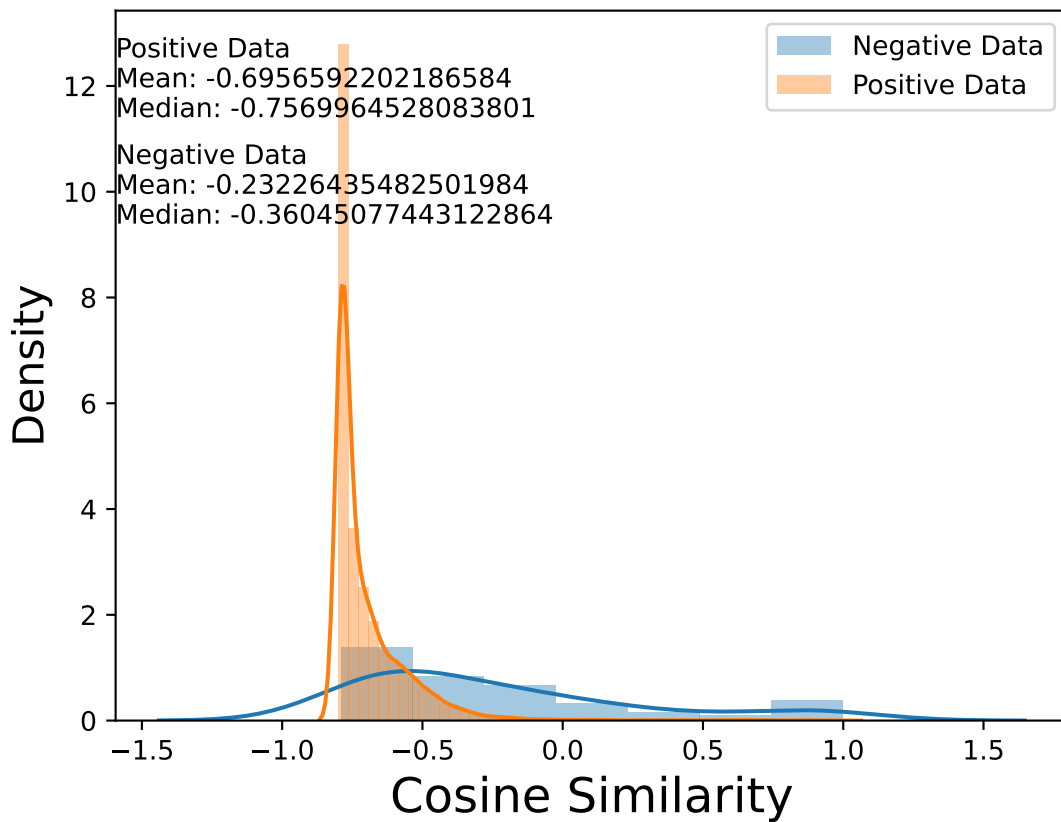 Positive Data
Mean: -0.6956592202186584
Median: -0.7569964528083801
Negative Data
Mean: -0.23226435482501984
Median: -0.36045077443122864
Negative Data
Positive Data
Density
12
10
8
6
4
2
0
−1.5 −1.0 −0.5 0.0 0.5 1.0 1.5
Cosine Similarity